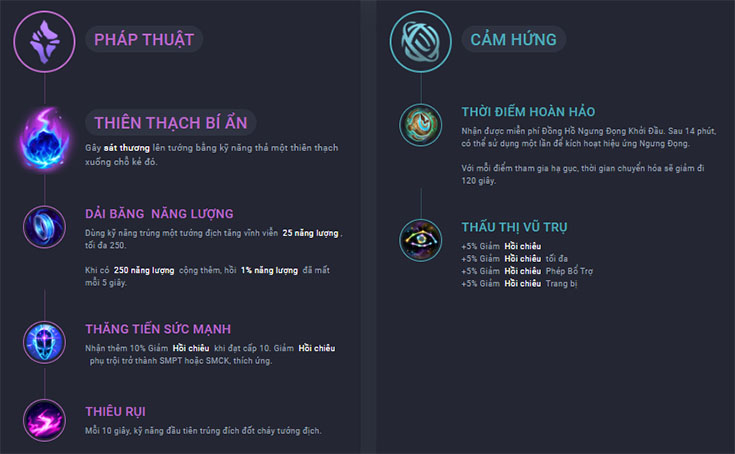 PHÁP THUẬT
THIÊN THẠCH BÍ ẨN
Gây sát thương lên tướng bằng kỹ năng thả một thiên thạch
xuống chỗ kẻ đó.
DẢI BĂNG NĂNG LƯỢNG
Dùng kỹ năng trúng một tướng địch tăng vĩnh viễn 25 năng lượng,
tối đa 250.
Khi có 250 năng lượng cộng thêm, hồi 1% năng lượng đã mất
mỗi 5 giây.
THĂNG TIẾN SỨC MẠNH
Nhận thêm 10% Giảm Hồi chiêu khi đạt cấp 10. Giảm Hồi chiêu
phụ trội trở thành SMPT hoặc SMCK, thích ứng.
THIÊU RỤI
Mỗi 10 giây, kỹ năng đầu tiên trúng đích đốt cháy tướng địch.
CẢM HỨNG
THỜI ĐIỂM HOÀN HẢO
Nhận được miễn phí Đồng Hồ Ngưng Đọng Khởi Đầu. Sau 14 phút,
có thể sử dụng một lần để kích hoạt hiệu ứng Ngưng Đọng.
Với mỗi điểm tham gia hạ gục, thời gian chuyển hóa sẽ giảm đi
120 giây.
THẤU THỊ VŨ TRỤ
+5% Giảm Hồi chiêu
+5% Giảm Hồi chiêu tối đa
+5% Giảm Hồi chiêu Phép Bổ Trợ
+5% Giảm Hồi chiêu Trang bị